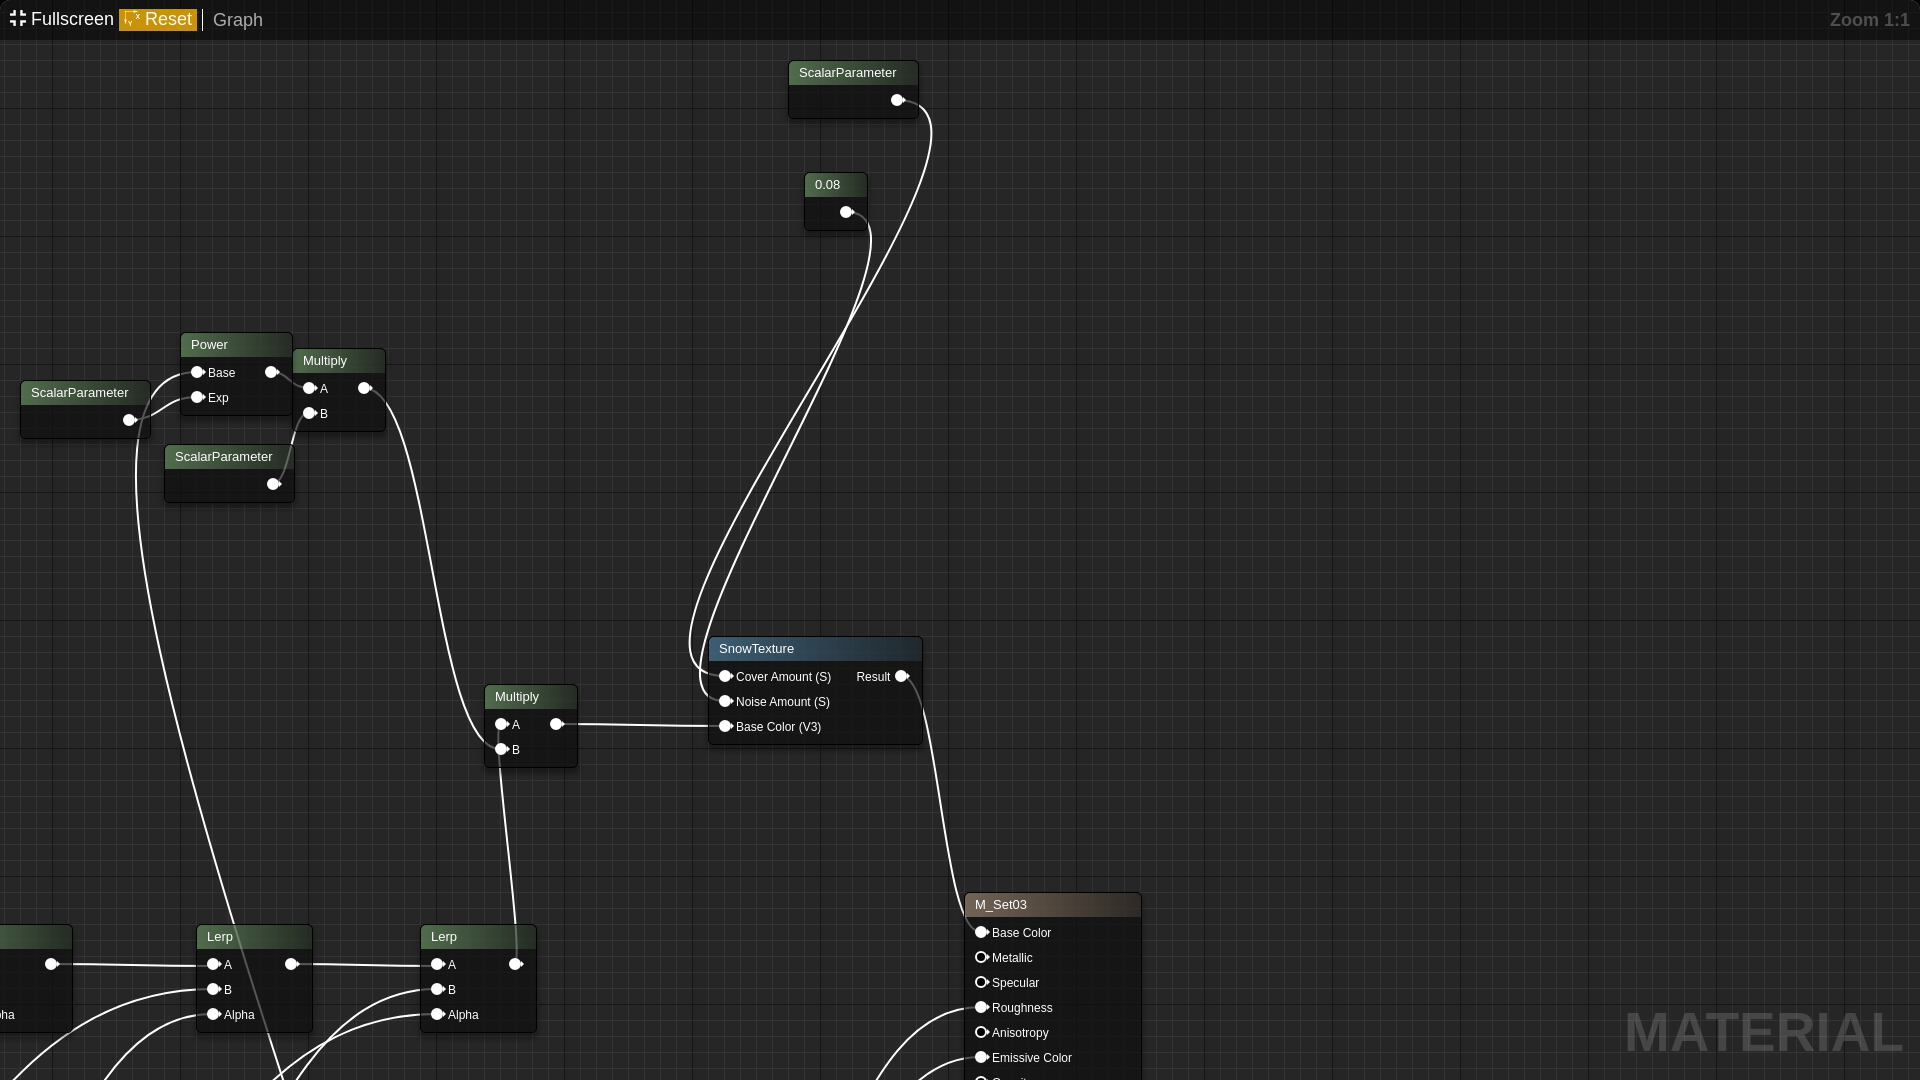 Fullscreen Reset Graph
Zoom 1:1
ScalarParameter
0.08
Power
Base
Exp
Multiply
A
B
ScalarParameter
ScalarParameter
SnowTexture
Cover Amount (S) Result
Noise Amount (S)
Base Color (V3)
Multiply
A
B
M_Set03
Base Color
Metallic
Specular
Roughness
Anisotropy
Emissive Color
Lerp
A
B
Alpha
Lerp
A
B
Alpha
MATERIAL